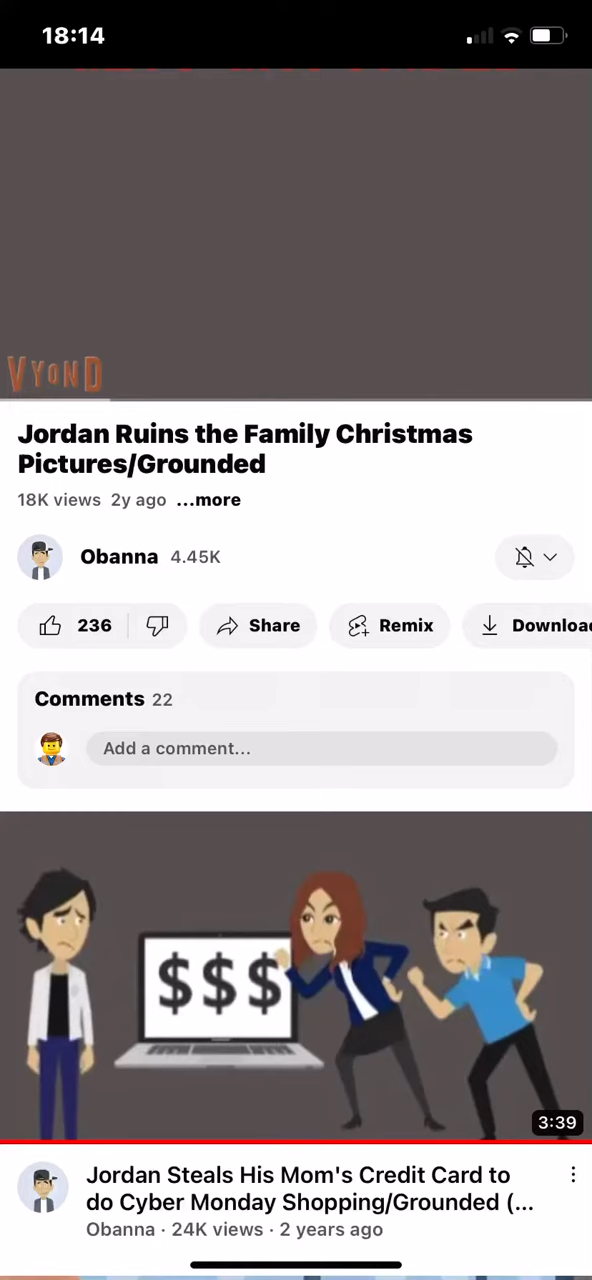 18:14
VYOND
Jordan Ruins the Family Christmas
Pictures/Grounded
18K views 2y ago ...more
Obanna 4.45K
236 Share Remix Downloa
Comments 22
Add a comment...
$$$
3:39
Jordan Steals His Mom's Credit Card to
do Cyber Monday Shopping/Grounded (...
Obanna · 24K views · 2 years ago